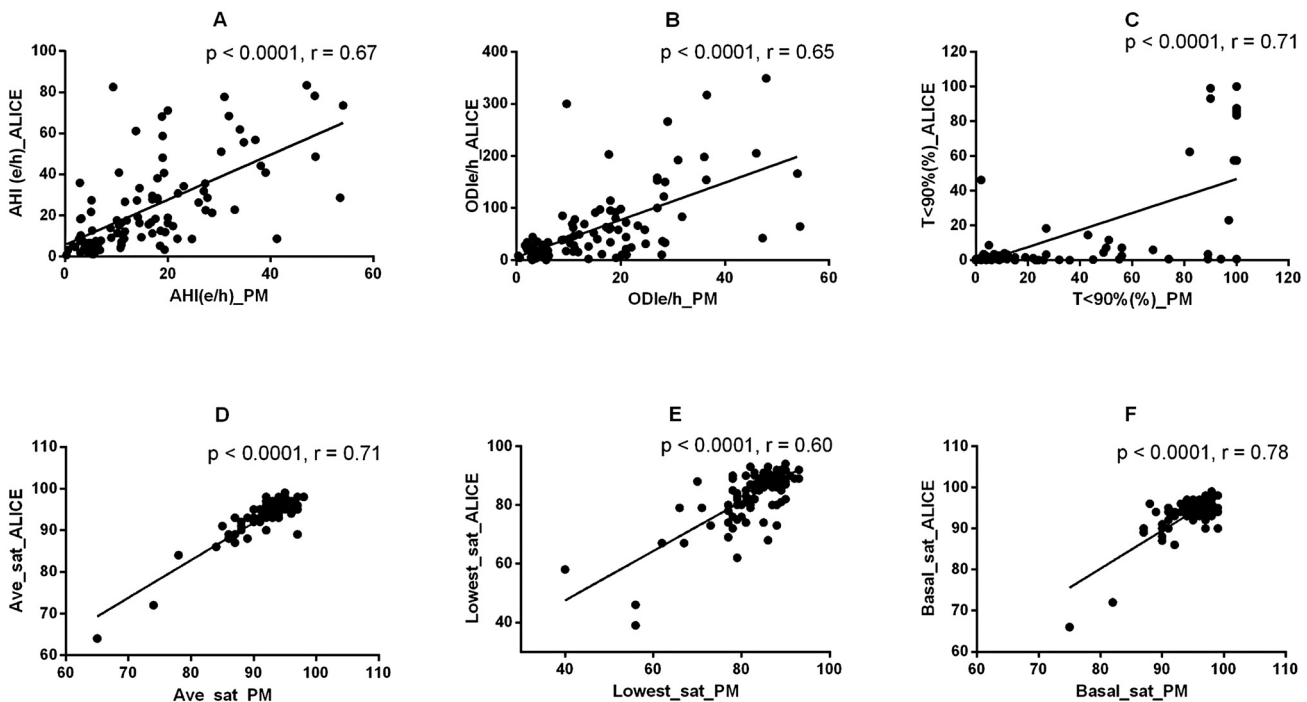 A
p < 0.0001, r = 0.67
100
80
60
40
20
0
AHI (e/h)_ALICE
0 20 40 60
AHI(e/h)_PM
B
p < 0.0001, r = 0.65
400
300
200
100
0
ODIe/h_ALICE
0 20 40 60
ODIe/h_PM
C
p < 0.0001, r = 0.71
120
100
80
60
40
20
0
T<90%(%)_ALICE
0 20 40 60 80 100 120
T<90%(%)_PM
D
p < 0.0001, r = 0.71
110
100
90
80
70
60
Ave_sat_ALICE
60 70 80 90 100 110
Ave_sat_PM
E
p < 0.0001, r = 0.60
100
80
60
40
Lowest_sat_ALICE
40 60 80 100
Lowest_sat_PM
F
p < 0.0001, r = 0.78
110
100
90
80
70
60
Basal_sat_ALICE
60 70 80 90 100 110
Basal_sat_PM